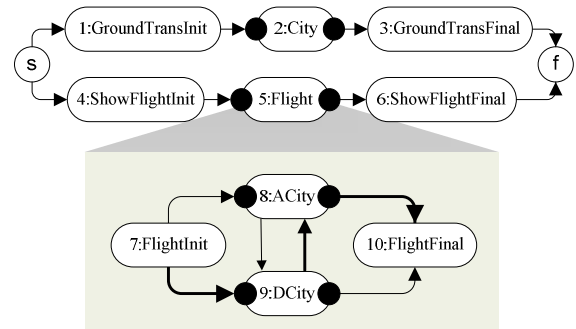 1:GroundTransInit
2:City
3:GroundTransFinal
s
f
4:ShowFlightInit
5:Flight
6:ShowFlightFinal
8:ACity
7:FlightInit
10:FlightFinal
9:DCity